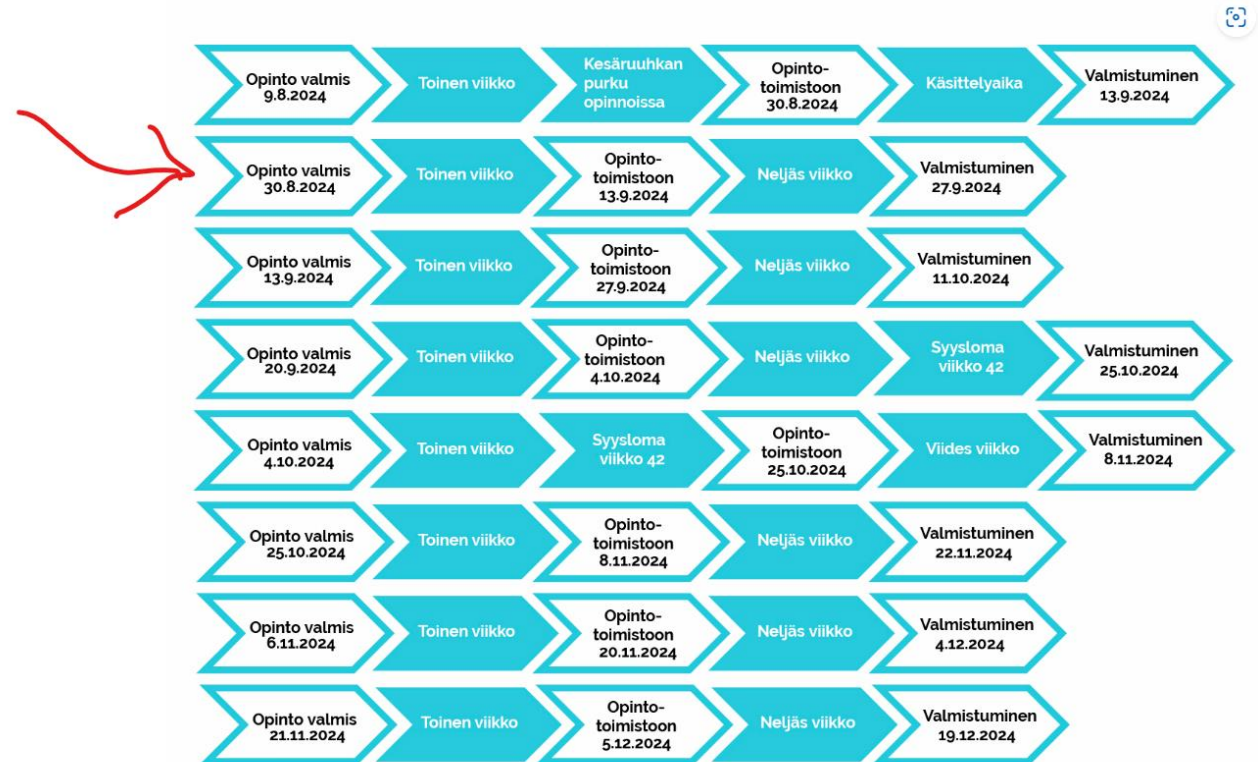 Opinto valmis
9.8.2024
Toinen viikko
Kesäruuhkan
purku
opinnoissa
Opinto-
toimistoon
30.8.2024
Käsittelyaika
Valmistuminen
13.9.2024
Opinto valmis
30.8.2024
Toinen viikko
Opinto-
toimistoon
13.9.2024
Neljäs viikko
Valmistuminen
27.9.2024
Opinto valmis
13.9.2024
Toinen viikko
Opinto-
toimistoon
27.9.2024
Neljäs viikko
Valmistuminen
11.10.2024
Opinto valmis
20.9.2024
Toinen viikko
Opinto-
toimistoon
4.10.2024
Neljäs viikko
Syysloma
viikko 42
Valmistuminen
25.10.2024
Opinto valmis
4.10.2024
Toinen viikko
Syysloma
viikko 42
Opinto-
toimistoon
25.10.2024
Viides viikko
Valmistuminen
8.11.2024
Opinto valmis
25.10.2024
Toinen viikko
Opinto-
toimistoon
8.11.2024
Neljäs viikko
Valmistuminen
22.11.2024
Opinto valmis
6.11.2024
Toinen viikko
Opinto-
toimistoon
20.11.2024
Neljäs viikko
Valmistuminen
4.12.2024
Opinto valmis
21.11.2024
Toinen viikko
Opinto-
toimistoon
5.12.2024
Neljäs viikko
Valmistuminen
19.12.2024